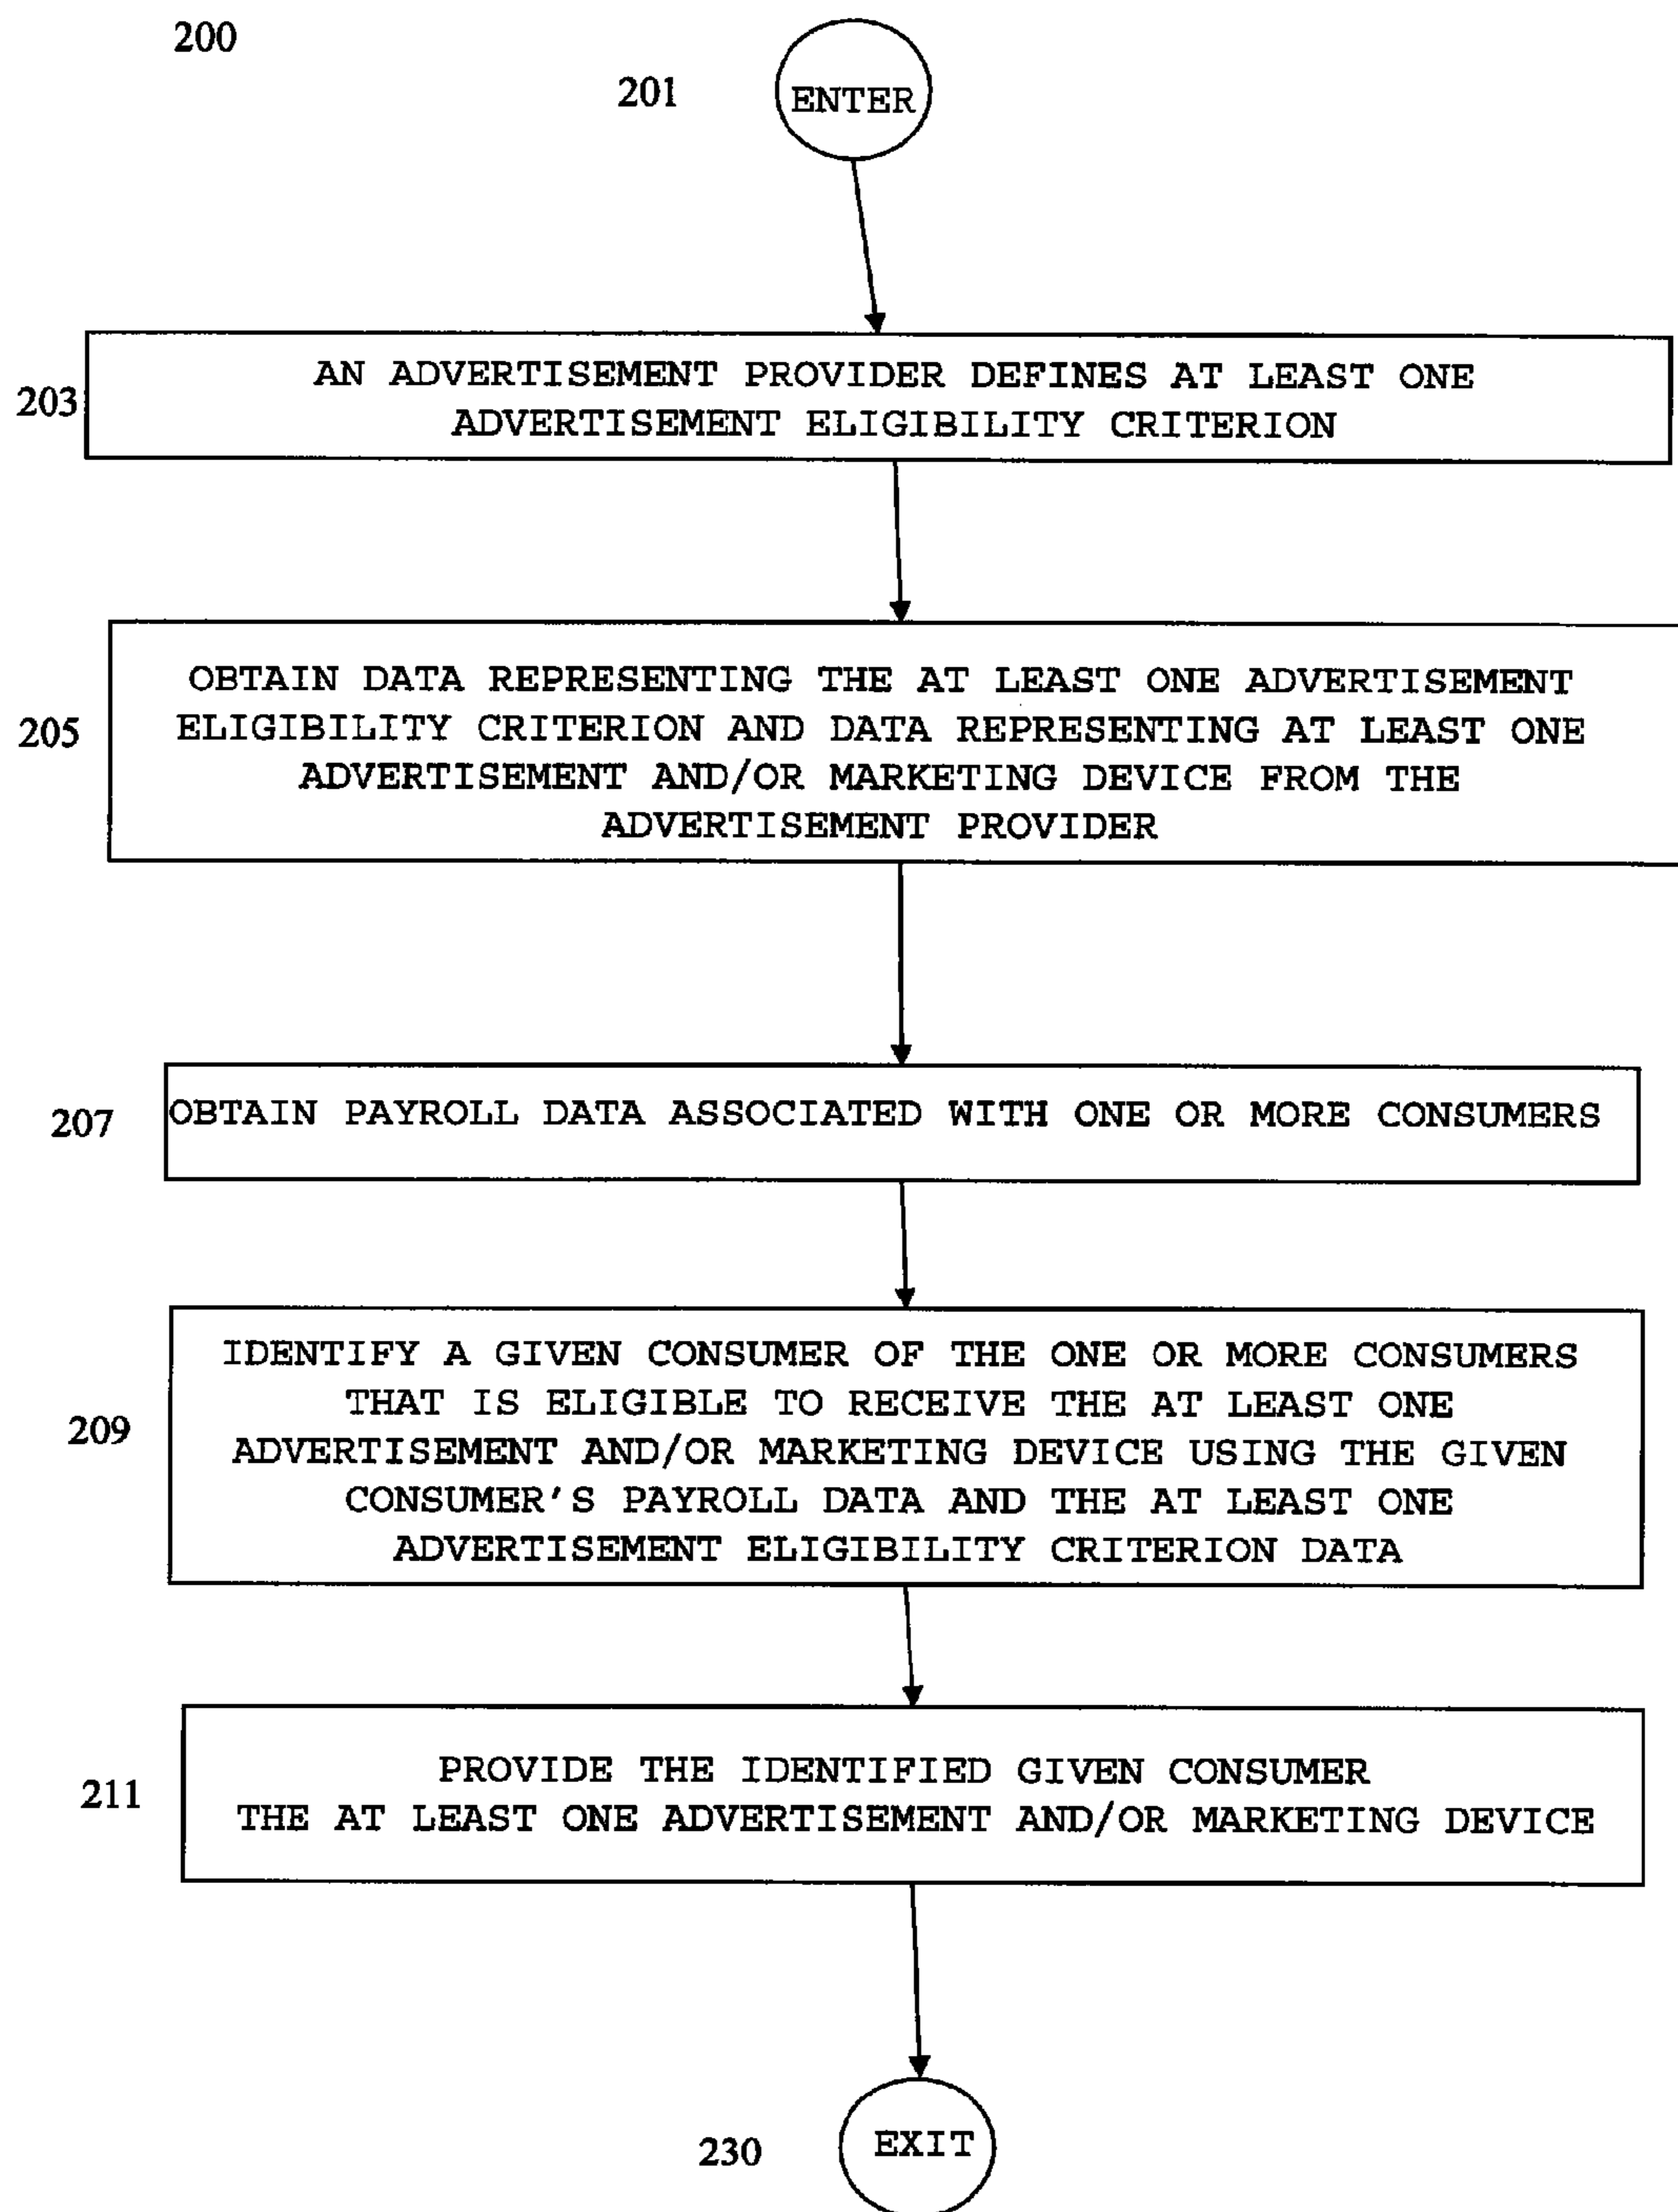 200
201
ENTER
203
AN ADVERTISEMENT PROVIDER DEFINES AT LEAST ONE
ADVERTISEMENT ELIGIBILITY CRITERION
205
OBTAIN DATA REPRESENTING THE AT LEAST ONE ADVERTISEMENT
ELIGIBILITY CRITERION AND DATA REPRESENTING AT LEAST ONE
ADVERTISEMENT AND/OR MARKETING DEVICE FROM THE
ADVERTISEMENT PROVIDER
207
OBTAIN PAYROLL DATA ASSOCIATED WITH ONE OR MORE CONSUMERS
209
IDENTIFY A GIVEN CONSUMER OF THE ONE OR MORE CONSUMERS
THAT IS ELIGIBLE TO RECEIVE THE AT LEAST ONE
ADVERTISEMENT AND/OR MARKETING DEVICE USING THE GIVEN
CONSUMER'S PAYROLL DATA AND THE AT LEAST ONE
ADVERTISEMENT ELIGIBILITY CRITERION DATA
211
PROVIDE THE IDENTIFIED GIVEN CONSUMER
THE AT LEAST ONE ADVERTISEMENT AND/OR MARKETING DEVICE
230
EXIT